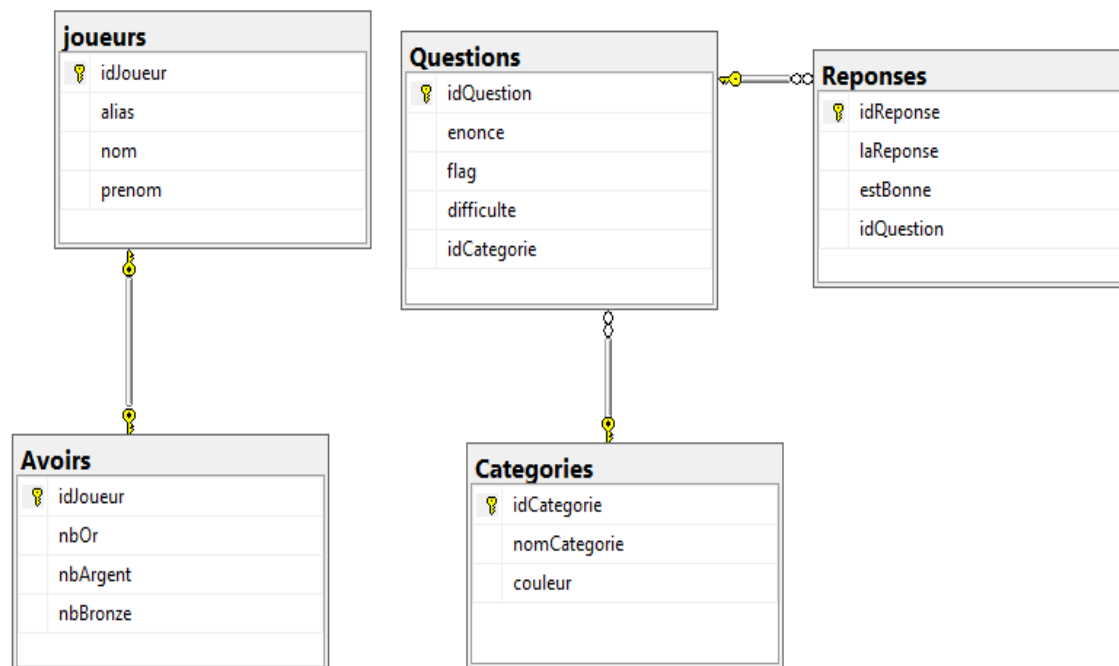 joueurs
idJoueur
alias
nom
prenom
Questions
idQuestion
enonce
flag
difficulte
idCategorie
Reponses
idReponse
laReponse
estBonne
idQuestion
Avoirs
idJoueur
nbOr
nbArgent
nbBronze
Categories
idCategorie
nomCategorie
couleur